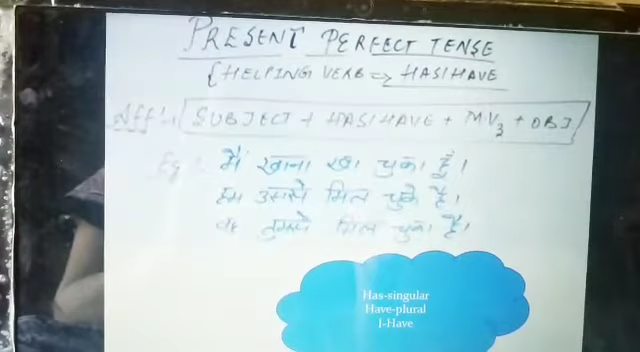 PRESENT PERFECT TENSE
{HELPING VERB => HAS/HAVE
Aff:- SUBJECT + HAS/HAVE + MV3 + OBJ
Eg:- मैं खाना खा चुका हूँ।
हम उससे मिल चुके है।
वह तुमसे मिल चुका है।
Has-singular
Have-plural
I-Have